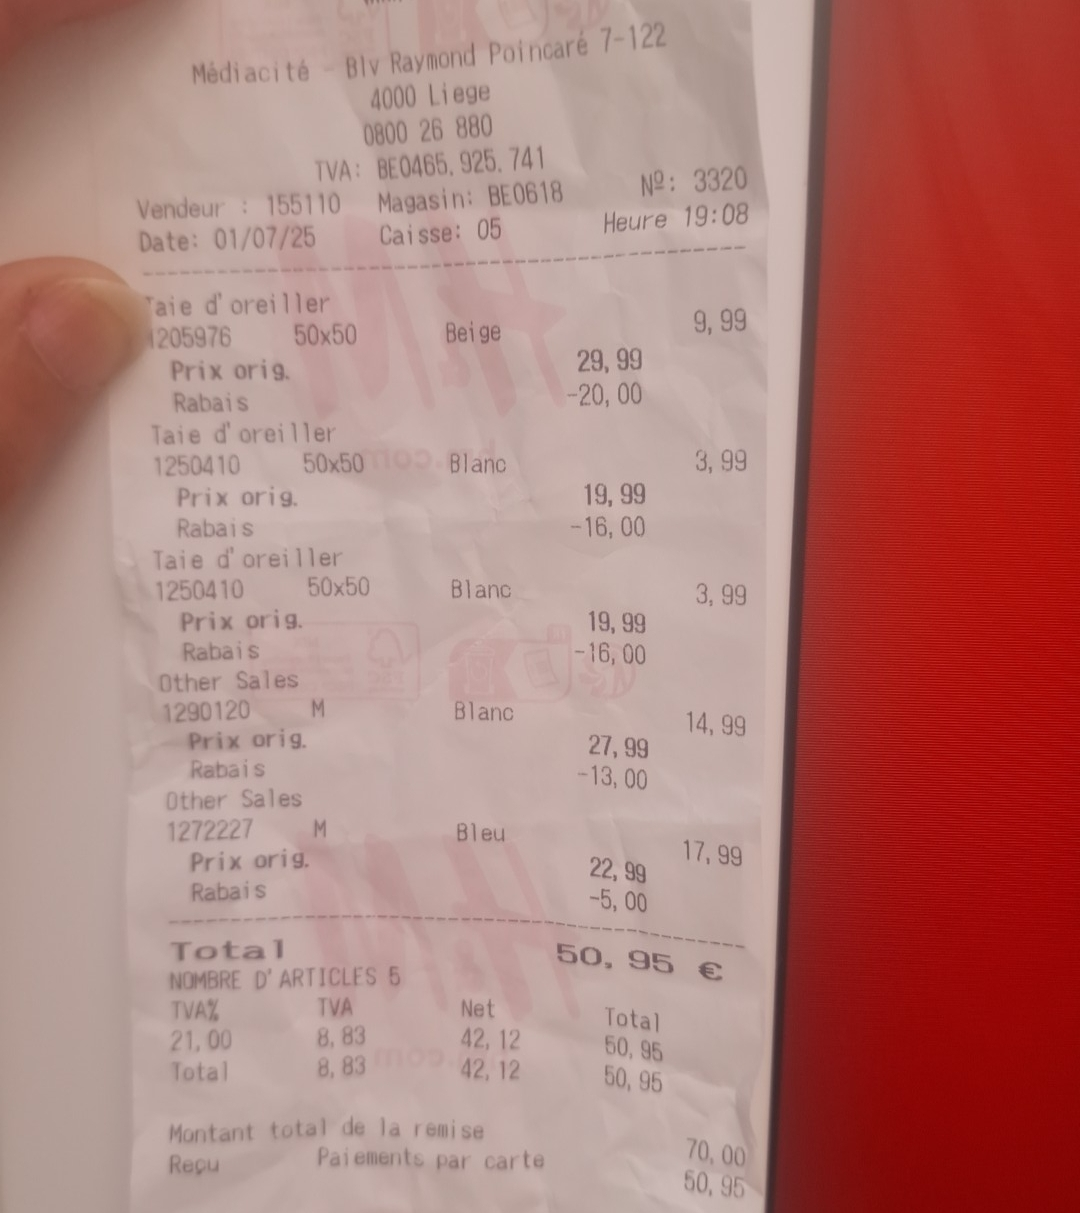 Médiacité - Blv Raymond Poincaré 7-122
4000 Liege
0800 26 880
TVA: BE0465.925.741
Vendeur : 155110 Magasin: BE0618 Nº: 3320
Date: 01/07/25 Caisse: 05 Heure 19:08
Taie d'oreiller
1205976 50x50 Beige 9,99
Prix orig. 29,99
Rabais -20,00
Taie d'oreiller
1250410 50x50 Blanc 3,99
Prix orig. 19,99
Rabais -16,00
Taie d'oreiller
1250410 50x50 Blanc 3,99
Prix orig. 19,99
Rabais -16,00
Other Sales
1290120 M Blanc 14,99
Prix orig. 27,99
Rabais -13,00
Other Sales
1272227 M Bleu 17,99
Prix orig. 22,99
Rabais -5,00
Total 50,95 €
NOMBRE D'ARTICLES 5
TVA% TVA Net Total
21,00 8,83 42,12 50,95
Total 8,83 42,12 50,95
Montant total de la remise 70,00
Reçu Paiements par carte 50,95